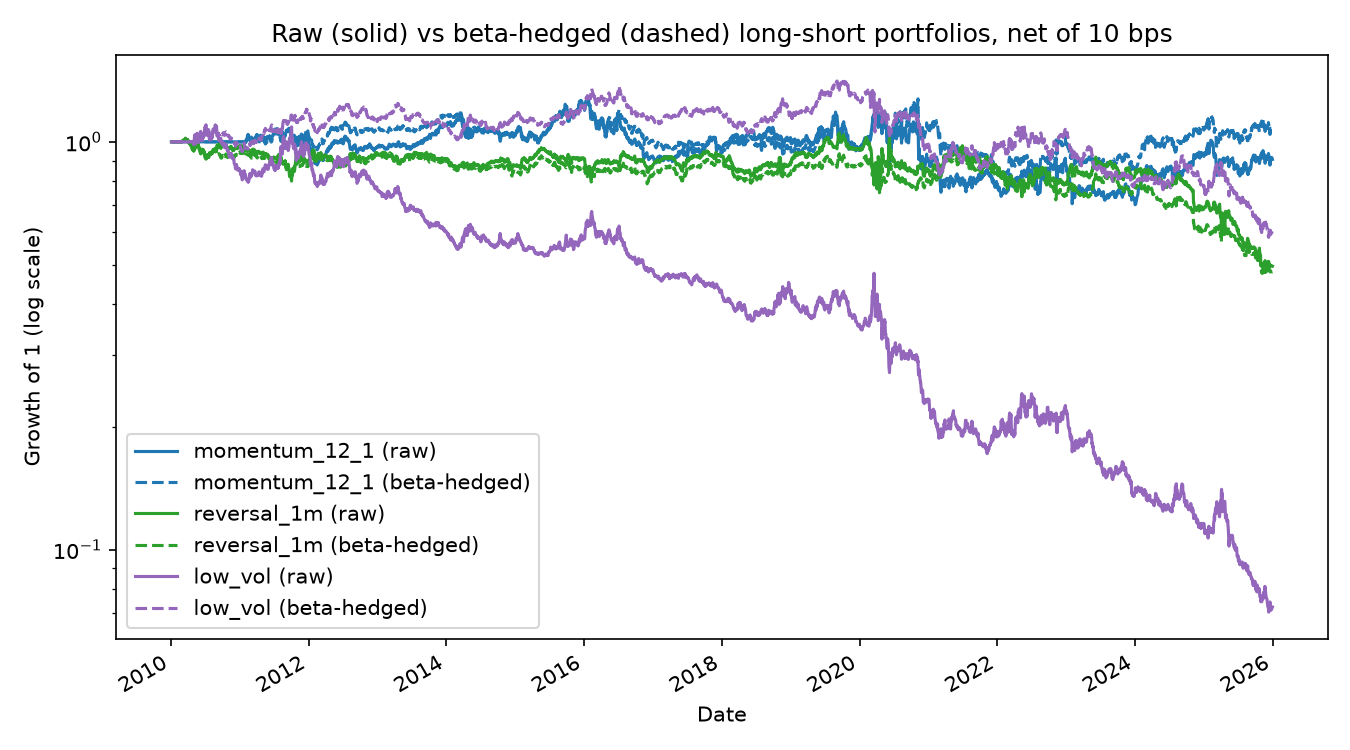 Raw (solid) vs beta-hedged (dashed) long-short portfolios, net of 10 bps
Growth of 1 (log scale)
10⁰
10⁻¹
momentum_12_1 (raw)
momentum_12_1 (beta-hedged)
reversal_1m (raw)
reversal_1m (beta-hedged)
low_vol (raw)
low_vol (beta-hedged)
2010 2012 2014 2016 2018 2020 2022 2024 2026
Date